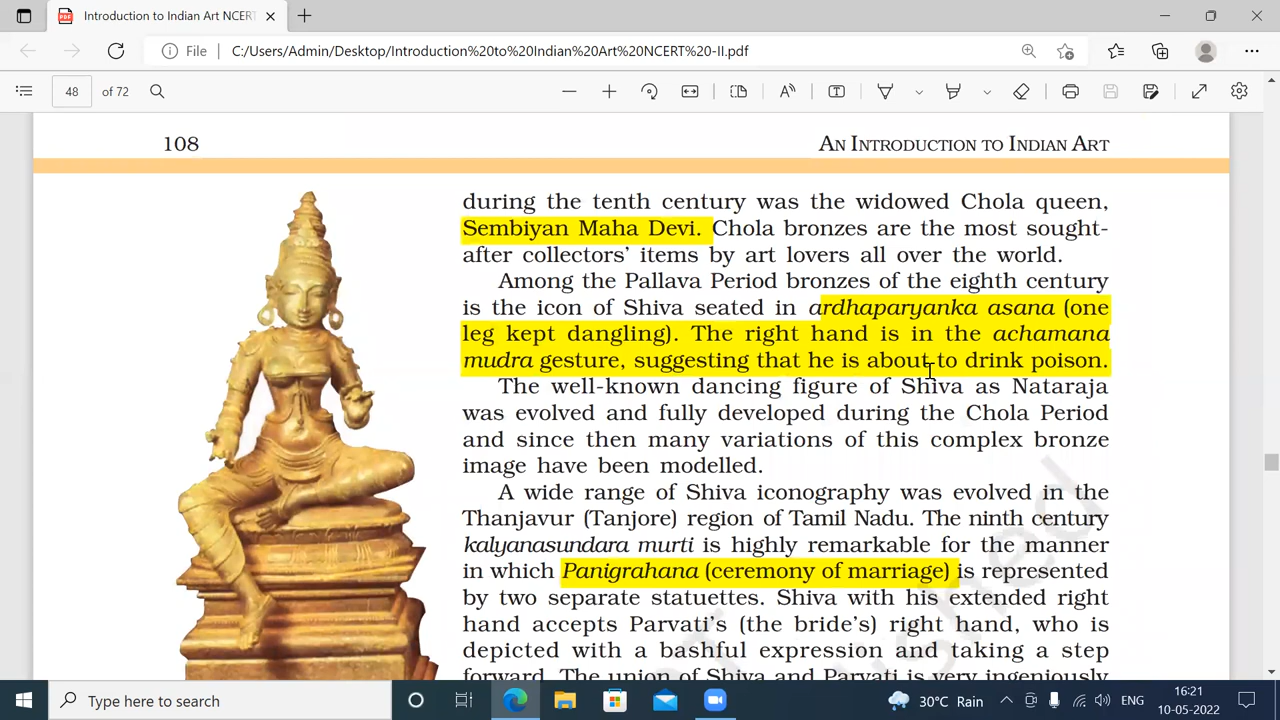 Introduction to Indian Art NCERT
File
C:/Users/Admin/Desktop/Introduction%20to%20Indian%20Art%20NCERT%20-II.pdf
48 of 72
108
AN INTRODUCTION TO INDIAN ART
during the tenth century was the widowed Chola queen,
Sembiyan Maha Devi. Chola bronzes are the most sought-
after collectors' items by art lovers all over the world.
Among the Pallava Period bronzes of the eighth century
is the icon of Shiva seated in ardhaparyanka asana (one
leg kept dangling). The right hand is in the achamana
mudra gesture, suggesting that he is about to drink poison.
The well-known dancing figure of Shiva as Nataraja
was evolved and fully developed during the Chola Period
and since then many variations of this complex bronze
image have been modelled.
A wide range of Shiva iconography was evolved in the
Thanjavur (Tanjore) region of Tamil Nadu. The ninth century
kalyanasundara murti is highly remarkable for the manner
in which Panigrahana (ceremony of marriage) is represented
by two separate statuettes. Shiva with his extended right
hand accepts Parvati's (the bride's) right hand, who is
depicted with a bashful expression and taking a step
forward. The union of Shiva and Parvati is very ingeniously
Type here to search
30°C Rain
ENG
16:21
10-05-2022